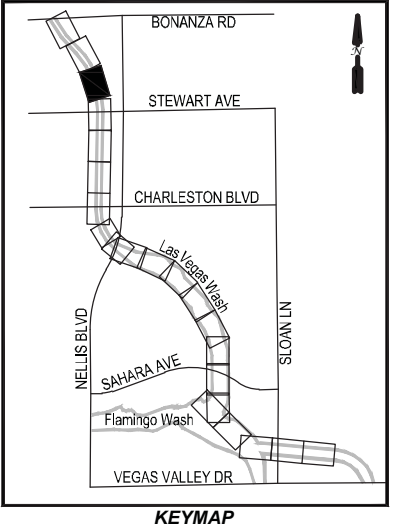 BONANZA RD
N
STEWART AVE
CHARLESTON BLVD
Las Vegas Wash
NELLIS BLVD
SLOAN LN
SAHARA AVE
Flamingo Wash
VEGAS VALLEY DR
KEYMAP